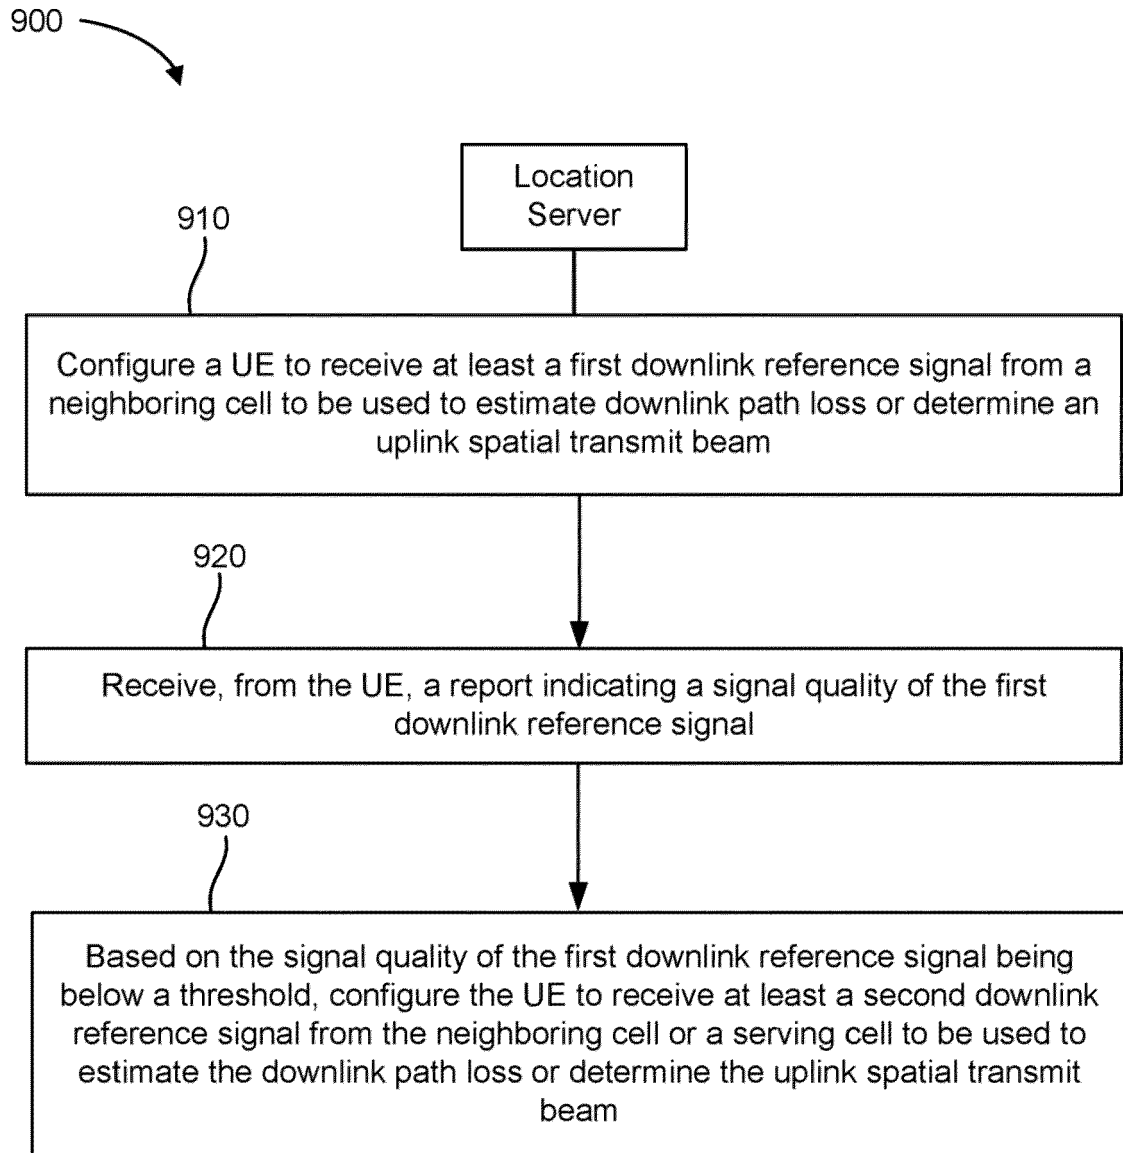 900
Location
Server
910
Configure a UE to receive at least a first downlink reference signal from a
neighboring cell to be used to estimate downlink path loss or determine an
uplink spatial transmit beam
920
Receive, from the UE, a report indicating a signal quality of the first
downlink reference signal
930
Based on the signal quality of the first downlink reference signal being
below a threshold, configure the UE to receive at least a second downlink
reference signal from the neighboring cell or a serving cell to be used to
estimate the downlink path loss or determine the uplink spatial transmit
beam